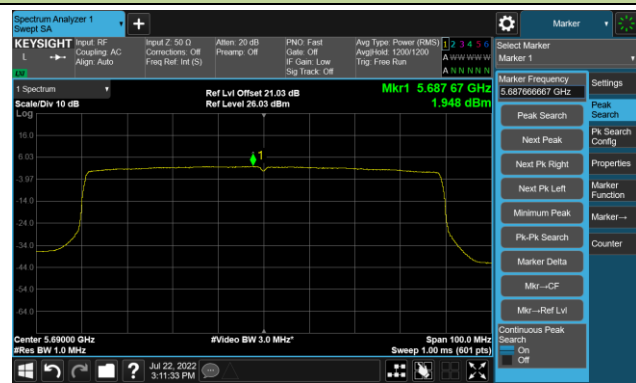 Spectrum Analyzer 1
Swept SA
+
Marker
KEYSIGHT
L
LU
Input: RF
Coupling: AC
Align: Auto
Input Z: 50 Ω
Corrections: Off
Freq Ref: Int (S)
Atten: 20 dB
Preamp: Off
PNO: Fast
Gate: Off
IF Gain: Low
Sig Track: Off
Avg Type: Power (RMS)
Avg|Hold: 1200/1200
Trig: Free Run
1 2 3 4 5 6
A W W W W W
A N N N N N
Select Marker
Marker 1
1 Spectrum
Scale/Div 10 dB
Log
Ref Lvl Offset 21.03 dB
Ref Level 26.03 dBm
Mkr1 5.687 67 GHz
1.948 dBm
16.0
6.03
-3.97
-14.0
-24.0
-34.0
-44.0
-54.0
-64.0
1
Center 5.69000 GHz
#Res BW 1.0 MHz
#Video BW 3.0 MHz*
Span 100.0 MHz
Sweep 1.00 ms (601 pts)
Marker Frequency
5.687666667 GHz
Peak Search
Next Peak
Next Pk Right
Next Pk Left
Minimum Peak
Pk-Pk Search
Marker Delta
Mkr→CF
Mkr→Ref Lvl
Continuous Peak
Search
On
Off
Settings
Peak
Search
Pk Search
Config
Properties
Marker
Function
Marker→
Counter
?
Jul 22, 2022
3:11:33 PM